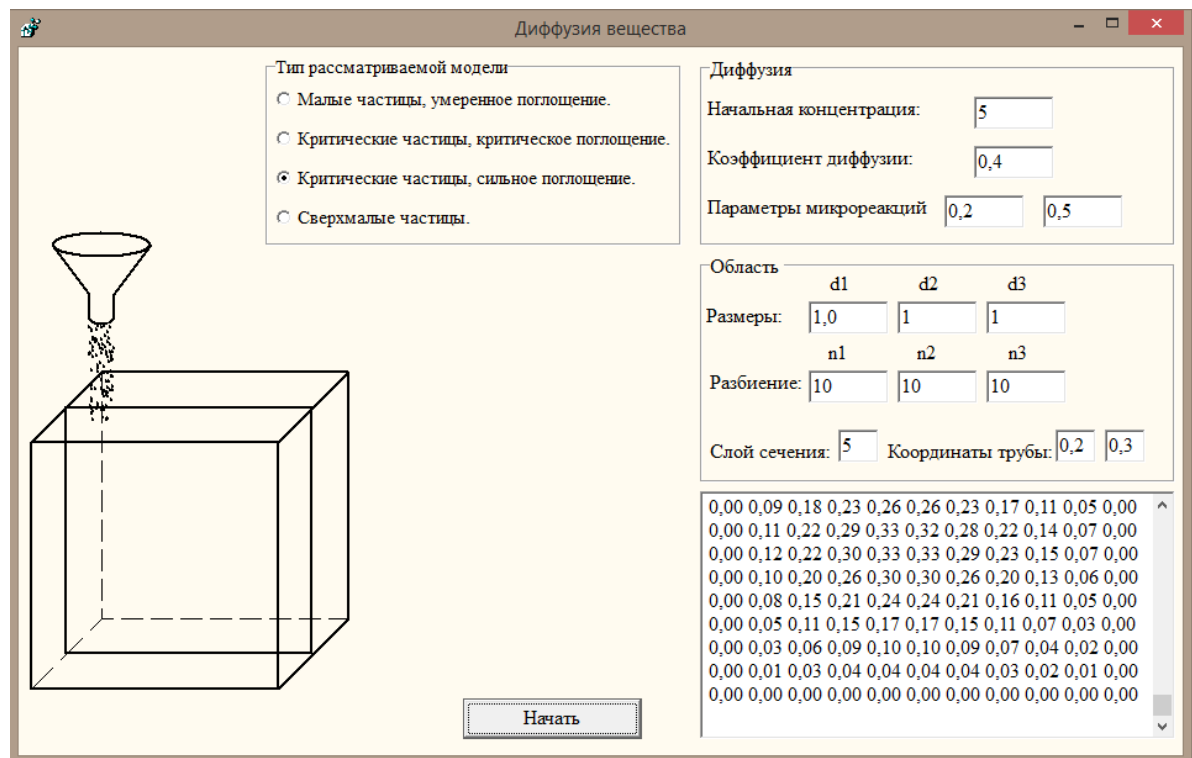 Диффузия вещества
Тип рассматриваемой модели
Малые частицы, умеренное поглощение.
Критические частицы, критическое поглощение.
Критические частицы, сильное поглощение.
Сверхмалые частицы.
Диффузия
Начальная концентрация: 5
Коэффициент диффузии: 0,4
Параметры микрореакций 0,2 0,5
Область
d1 d2 d3
Размеры: 1,0 1 1
n1 n2 n3
Разбиение: 10 10 10
Слой сечения: 5 Координаты трубы: 0,2 0,3
0,00 0,09 0,18 0,23 0,26 0,26 0,23 0,17 0,11 0,05 0,00
0,00 0,11 0,22 0,29 0,33 0,32 0,28 0,22 0,14 0,07 0,00
0,00 0,12 0,22 0,30 0,33 0,33 0,29 0,23 0,15 0,07 0,00
0,00 0,10 0,20 0,26 0,30 0,30 0,26 0,20 0,13 0,06 0,00
0,00 0,08 0,15 0,21 0,24 0,24 0,21 0,16 0,11 0,05 0,00
0,00 0,05 0,11 0,15 0,17 0,17 0,15 0,11 0,07 0,03 0,00
0,00 0,03 0,06 0,09 0,10 0,10 0,09 0,07 0,04 0,02 0,00
0,00 0,01 0,03 0,04 0,04 0,04 0,04 0,03 0,02 0,01 0,00
0,00 0,00 0,00 0,00 0,00 0,00 0,00 0,00 0,00 0,00 0,00
Начать